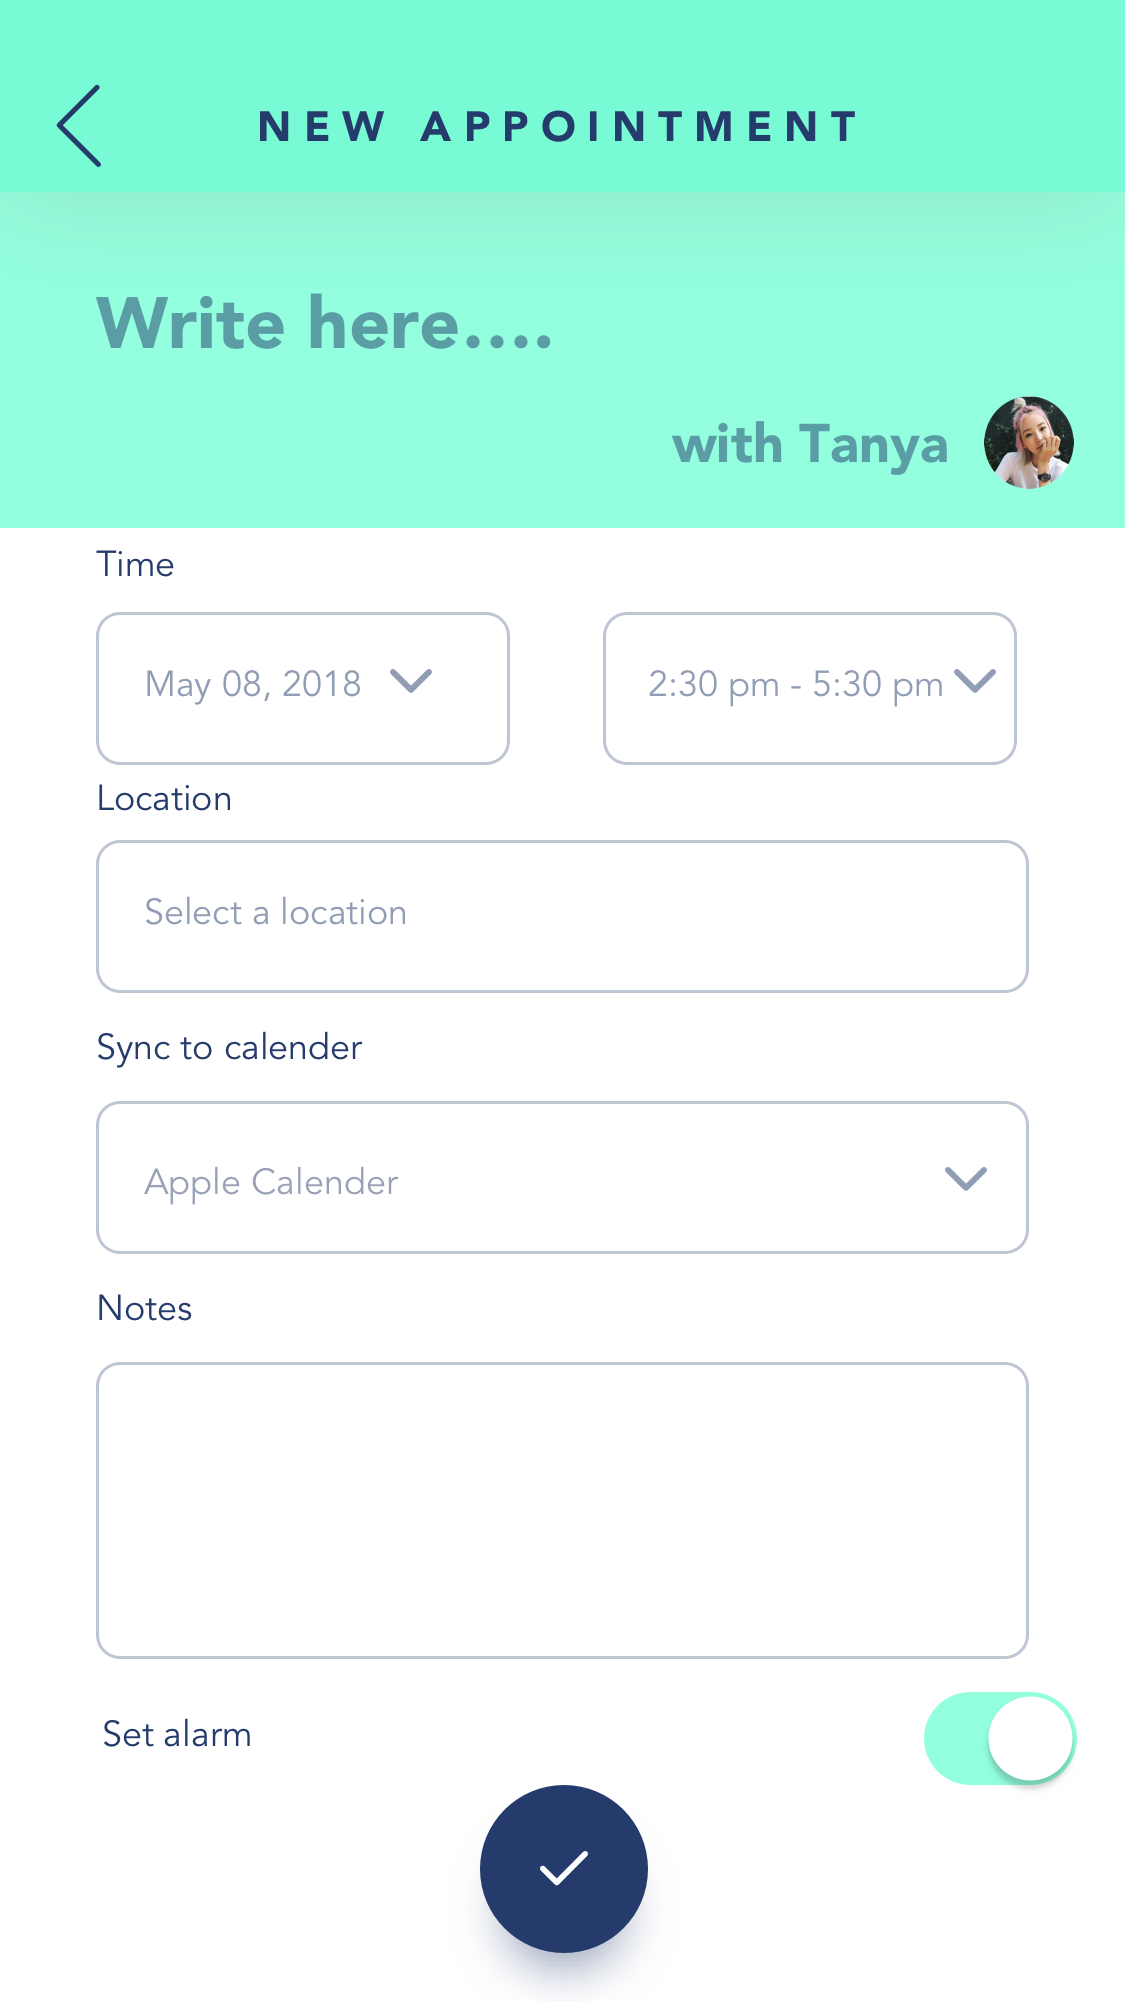 NEW APPOINTMENT
Write here....
with Tanya
Time
May 08, 2018
2:30 pm - 5:30 pm
Location
Select a location
Sync to calender
Apple Calender
Notes
Set alarm